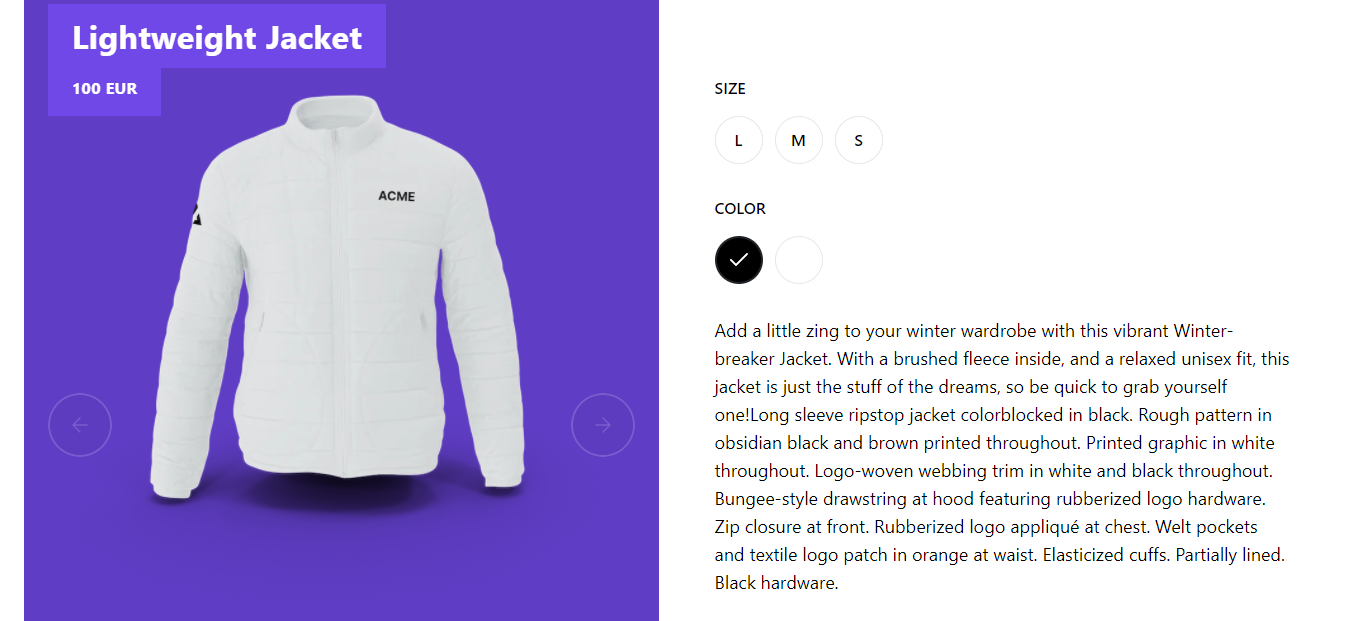 Lightweight Jacket
100 EUR
ACME
SIZE
L M S
COLOR
Add a little zing to your winter wardrobe with this vibrant Winter-
breaker Jacket. With a brushed fleece inside, and a relaxed unisex fit, this
jacket is just the stuff of the dreams, so be quick to grab yourself
one!Long sleeve ripstop jacket colorblocked in black. Rough pattern in
obsidian black and brown printed throughout. Printed graphic in white
throughout. Logo-woven webbing trim in white and black throughout.
Bungee-style drawstring at hood featuring rubberized logo hardware.
Zip closure at front. Rubberized logo appliqué at chest. Welt pockets
and textile logo patch in orange at waist. Elasticized cuffs. Partially lined.
Black hardware.